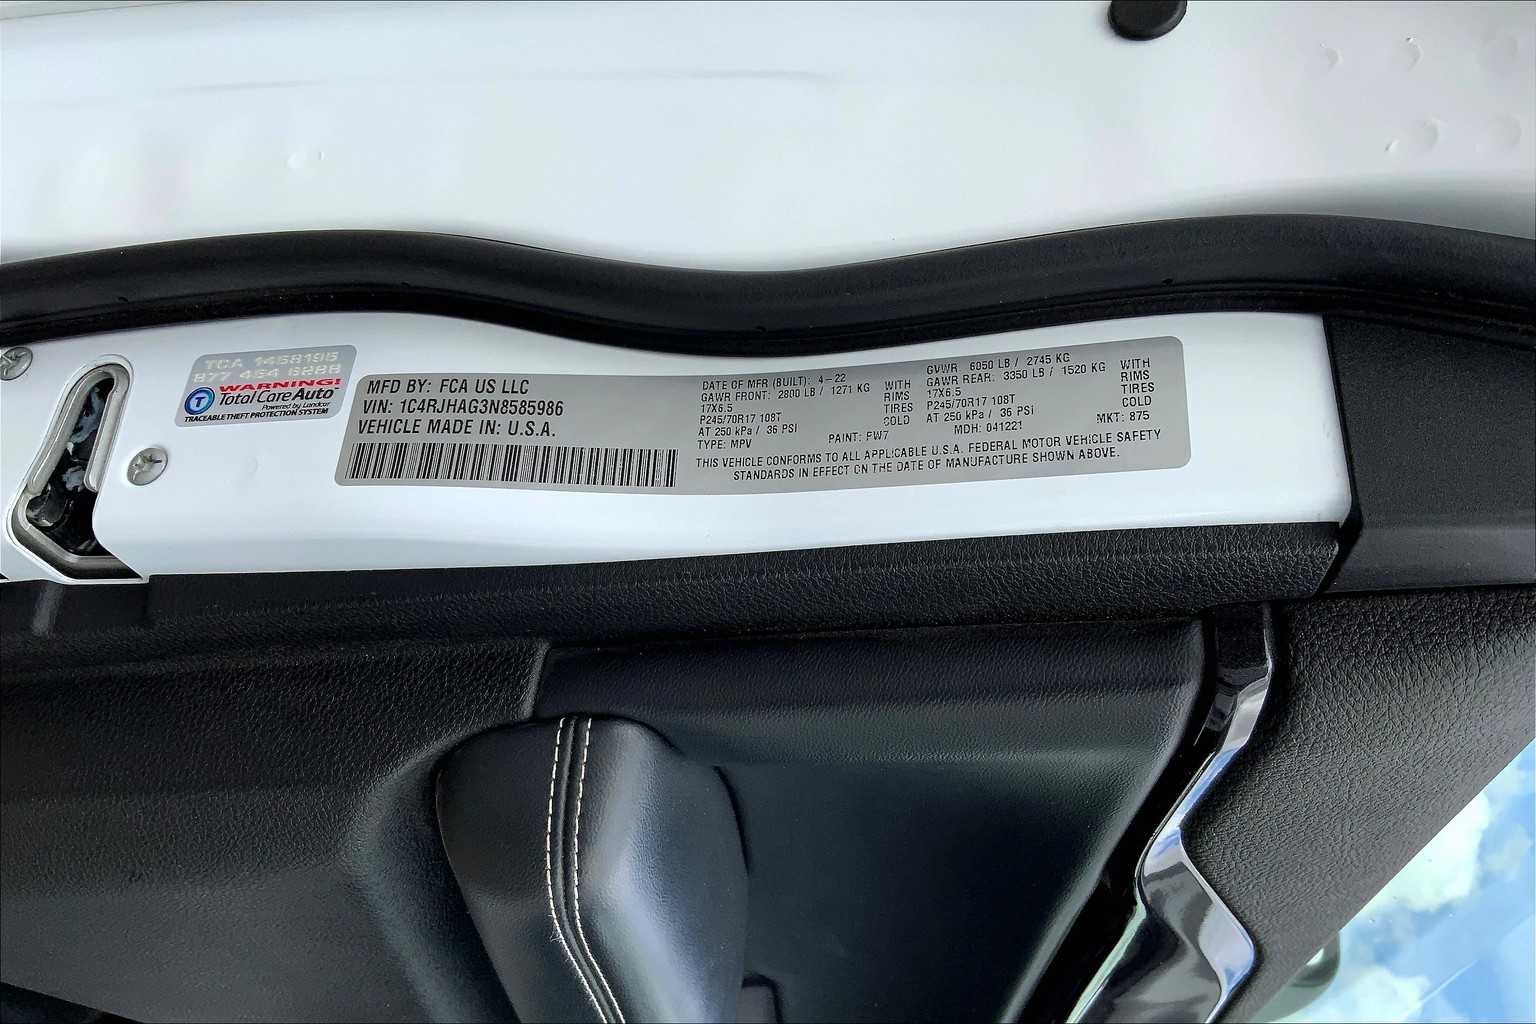 TCA 1458195
877 454 6288
WARNING!
T Total Care Auto
Powered by Landcar
TRACEABLE THEFT PROTECTION SYSTEM
MFD BY: FCA US LLC
VIN: 1C4RJHAG3N8585986
VEHICLE MADE IN: U.S.A.
DATE OF MFR (BUILT): 4-22
GAWR FRONT: 2800 LB / 1271 KG WITH
17X6.5 RIMS
P245/70R17 108T TIRES
AT 250 kPa / 36 PSI COLD
TYPE: MPV PAINT: PW7
GVWR 6050 LB / 2745 KG
GAWR REAR: 3350 LB / 1520 KG WITH
17X6.5 RIMS
P245/70R17 108T TIRES
AT 250 kPa / 36 PSI COLD
MDH: 041221 MKT: 875
THIS VEHICLE CONFORMS TO ALL APPLICABLE U.S.A. FEDERAL MOTOR VEHICLE SAFETY
STANDARDS IN EFFECT ON THE DATE OF MANUFACTURE SHOWN ABOVE.